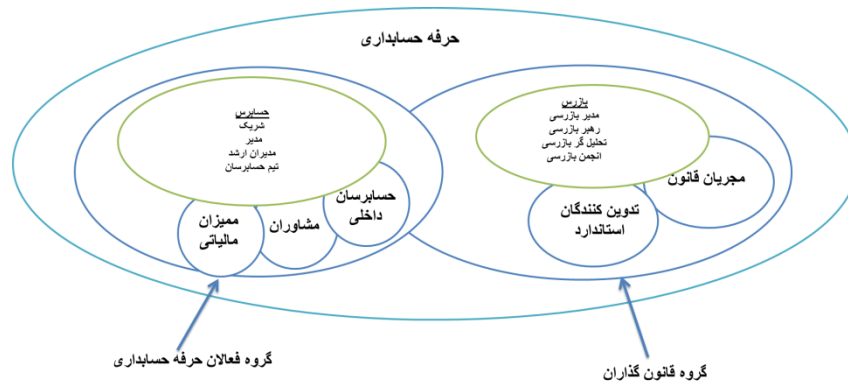 حرفه حسابداری
بازرس
مدیر بازرسی
رهبر بازرسی
تحلیل گر بازرسی
انجمن بازرسی
مجریان قانون
تدوین کنندگان
استاندارد
حسابرس
شریک
مدیر
مدیران ارشد
تیم حسابرسان
حسابرسان
داخلی
مشاوران
ممیزان
مالیاتی
گروه قانون گذاران
گروه فعالان حرفه حسابداری